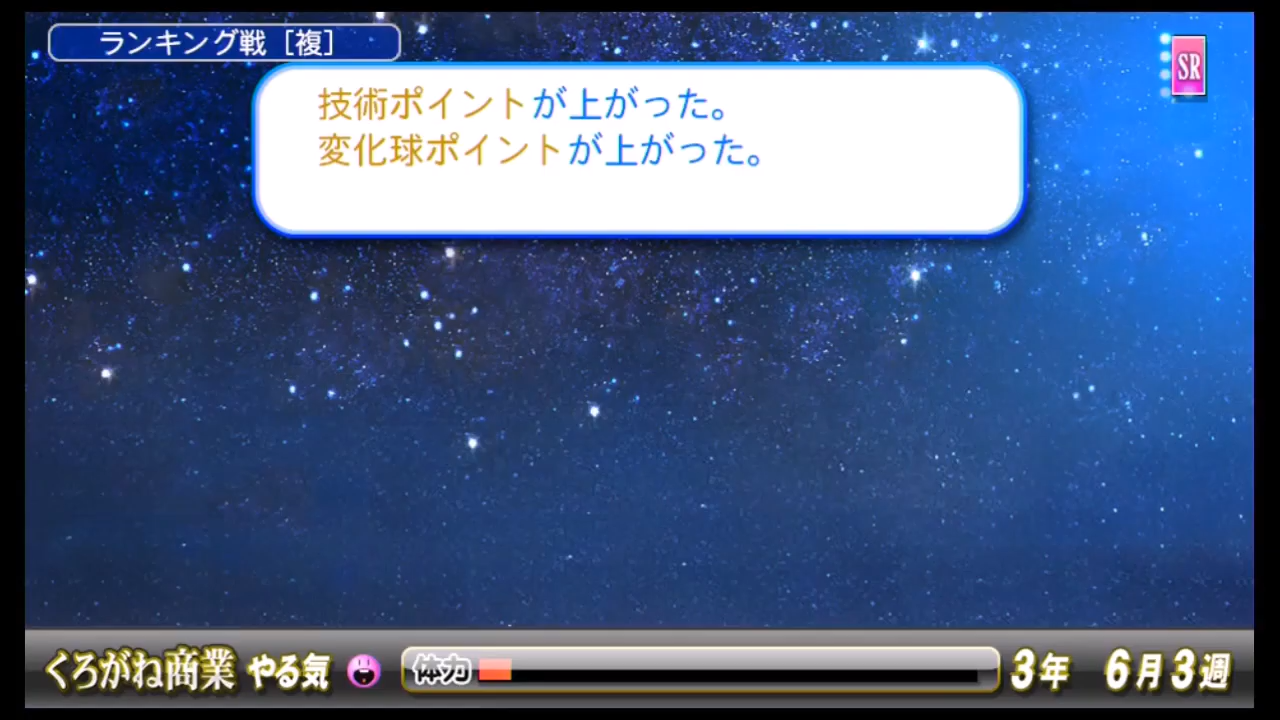 ランキング戦［複］
SR
技術ポイントが上がった。
変化球ポイントが上がった。
くろがね商業 やる気 体力 3年 6月3週